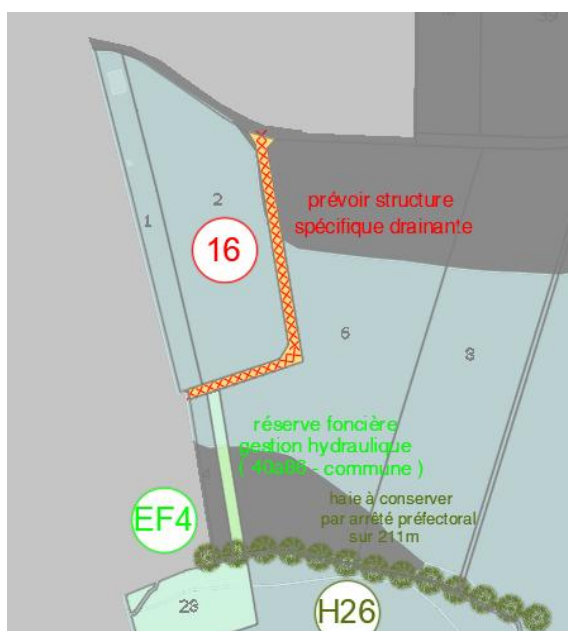 39
2
1
prévoir structure
spécifique drainante
16
6
8
réserve foncière
gestion hydraulique
( 40a86 - commune )
haie à conserver
par arrêté préfectoral
sur 211m
EF4
28
H26